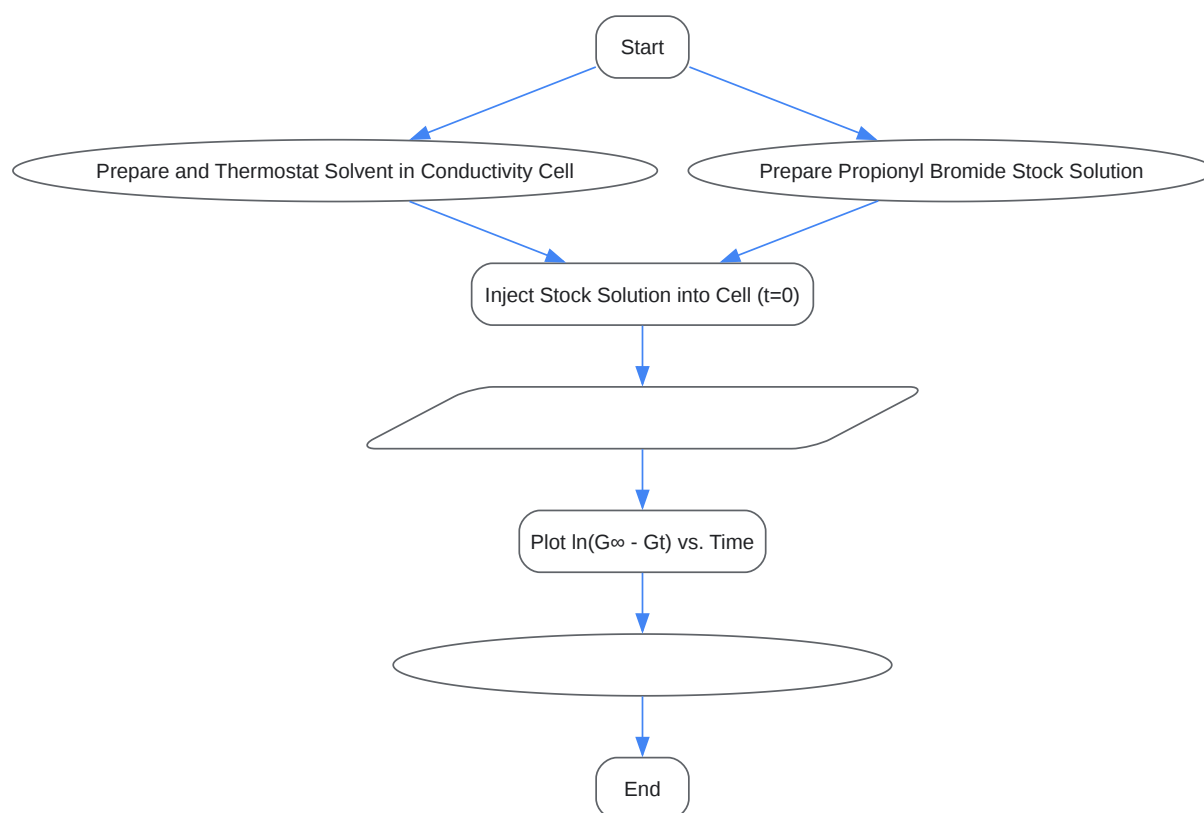 Start
Prepare and Thermostat Solvent in Conductivity Cell
Prepare Propionyl Bromide Stock Solution
Inject Stock Solution into Cell (t=0)
Plot ln(G∞ - Gt) vs. Time
End